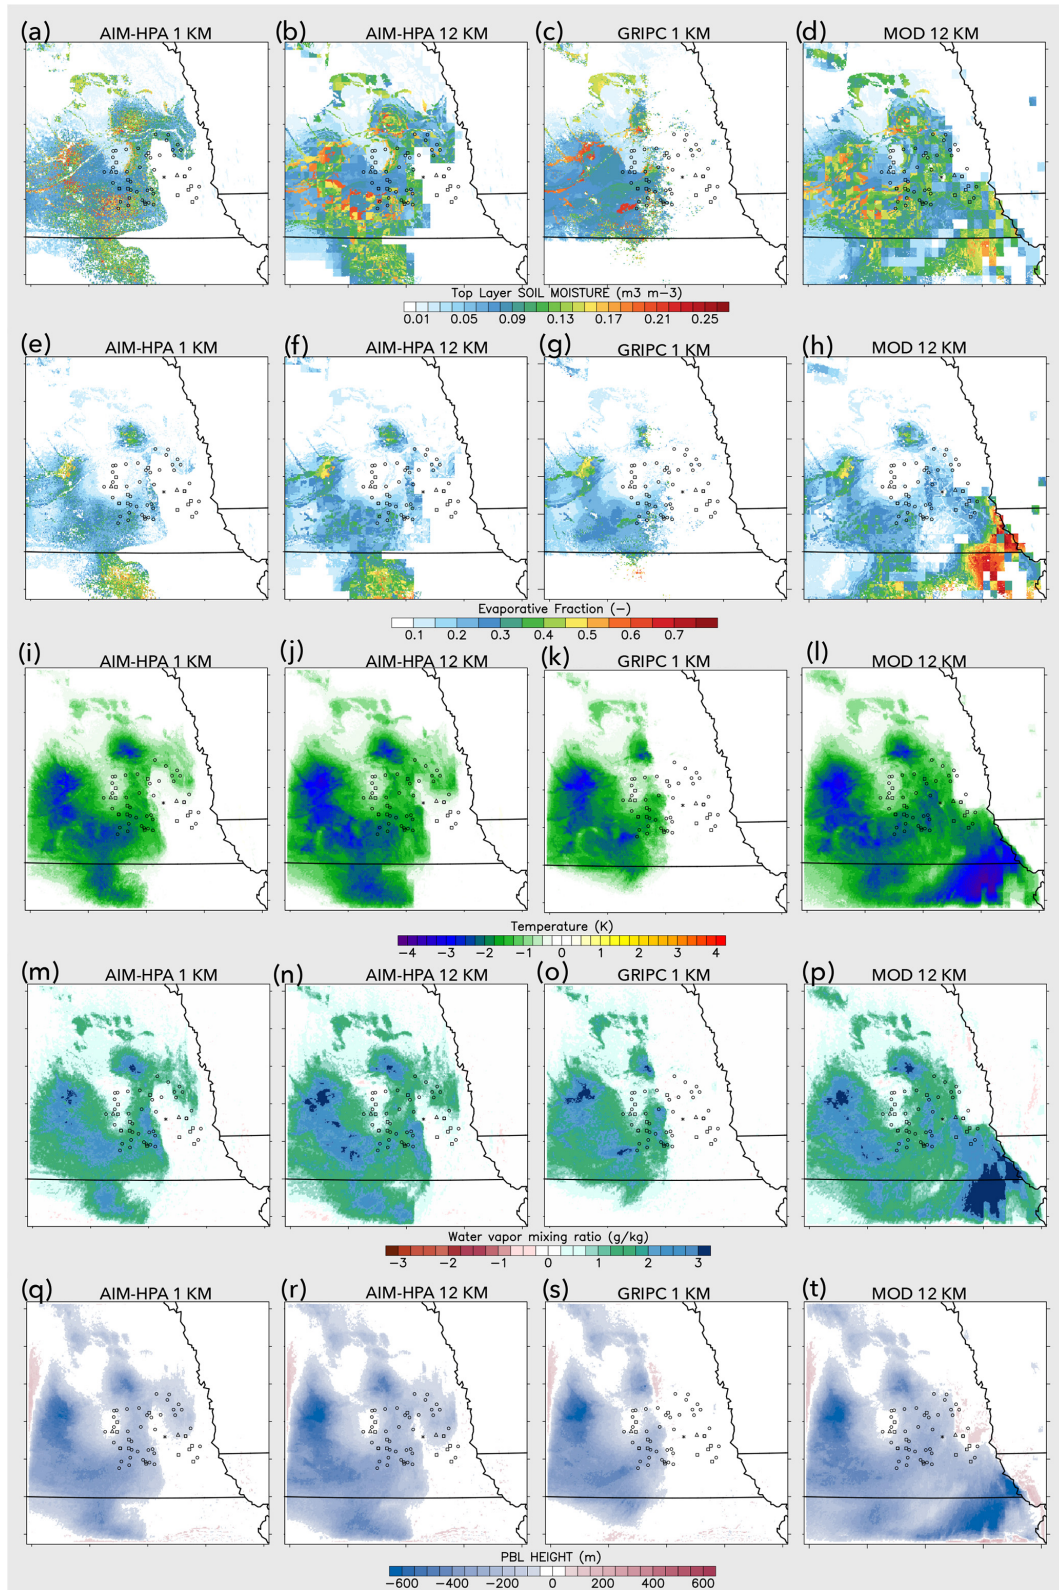 (a) AIM-HPA 1 KM (b) AIM-HPA 12 KM (c) GRIPC 1 KM (d) MOD 12 KM
Top Layer SOIL MOISTURE (m3 m−3)
0.01 0.05 0.09 0.13 0.17 0.21 0.25
(e) AIM-HPA 1 KM (f) AIM-HPA 12 KM (g) GRIPC 1 KM (h) MOD 12 KM
Evaporative Fraction (−)
0.1 0.2 0.3 0.4 0.5 0.6 0.7
(i) AIM-HPA 1 KM (j) AIM-HPA 12 KM (k) GRIPC 1 KM (l) MOD 12 KM
Temperature (K)
−4 −3 −2 −1 0 1 2 3 4
(m) AIM-HPA 1 KM (n) AIM-HPA 12 KM (o) GRIPC 1 KM (p) MOD 12 KM
Water vapor mixing ratio (g/kg)
−3 −2 −1 0 1 2 3
(q) AIM-HPA 1 KM (r) AIM-HPA 12 KM (s) GRIPC 1 KM (t) MOD 12 KM
PBL HEIGHT (m)
−600 −400 −200 0 200 400 600